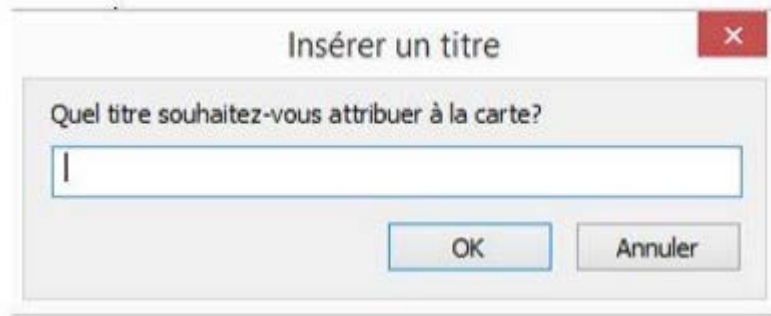 Insérer un titre
Quel titre souhaitez-vous attribuer à la carte?
OK
Annuler